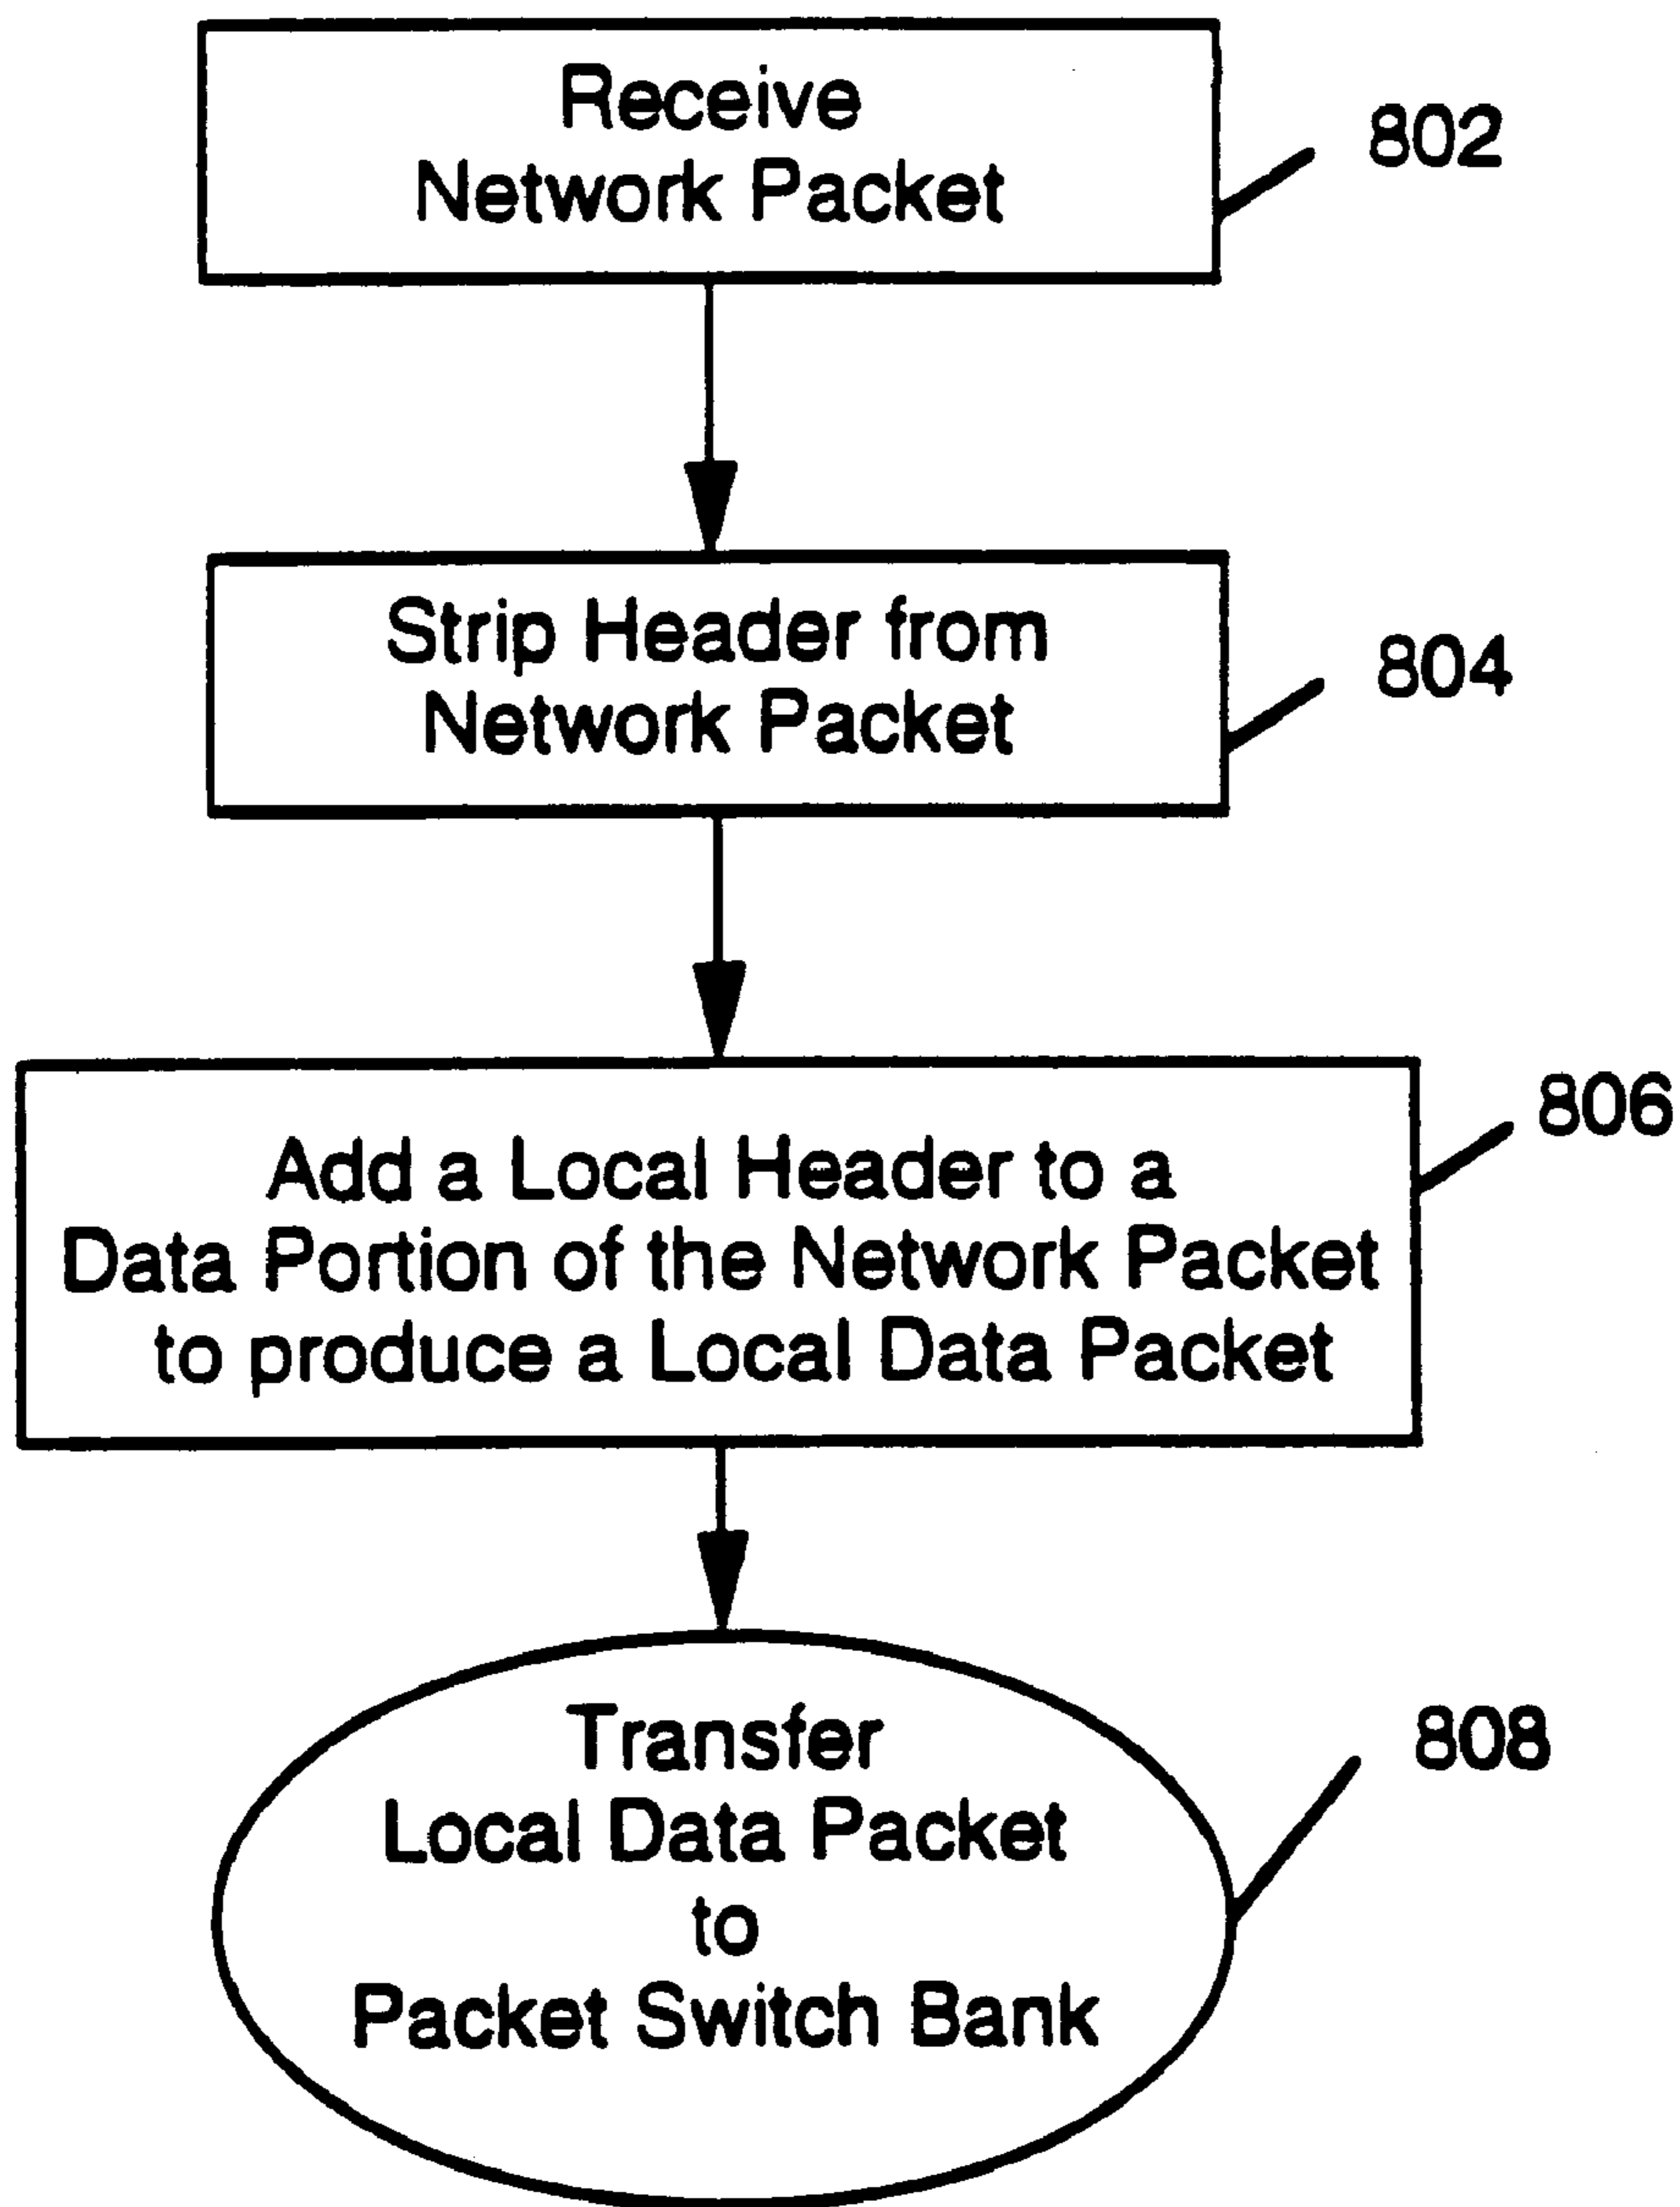 Receive
Network Packet
802
Strip Header from
Network Packet
804
Add a Local Header to a
Data Portion of the Network Packet
to produce a Local Data Packet
806
Transfer
Local Data Packet
to
Packet Switch Bank
808